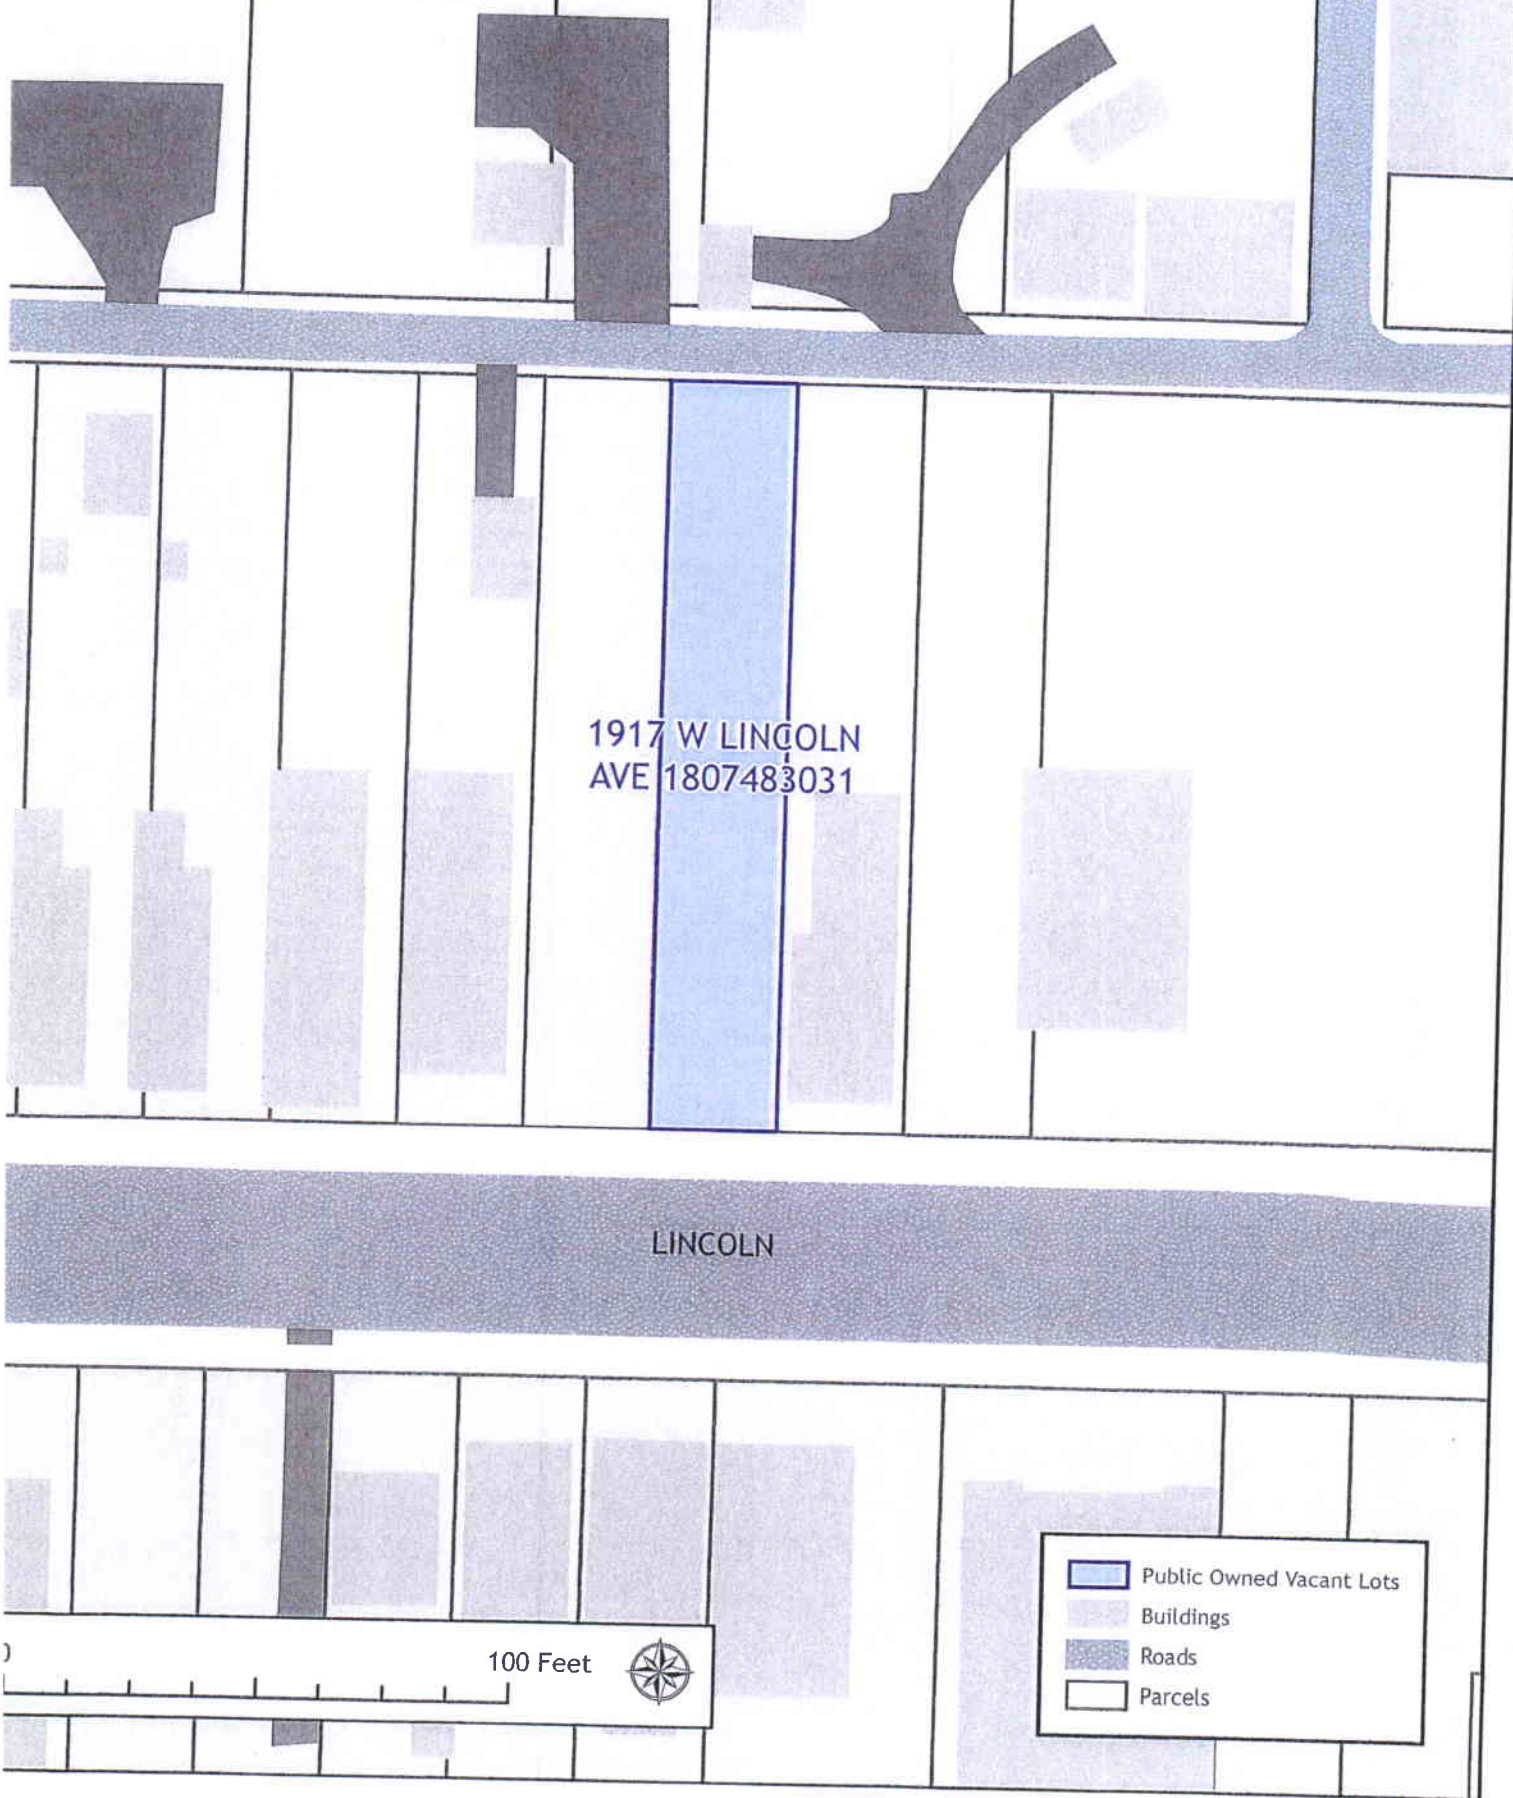 1917 W LINCOLN
AVE 1807483031
LINCOLN
100 Feet
Public Owned Vacant Lots
Buildings
Roads
Parcels